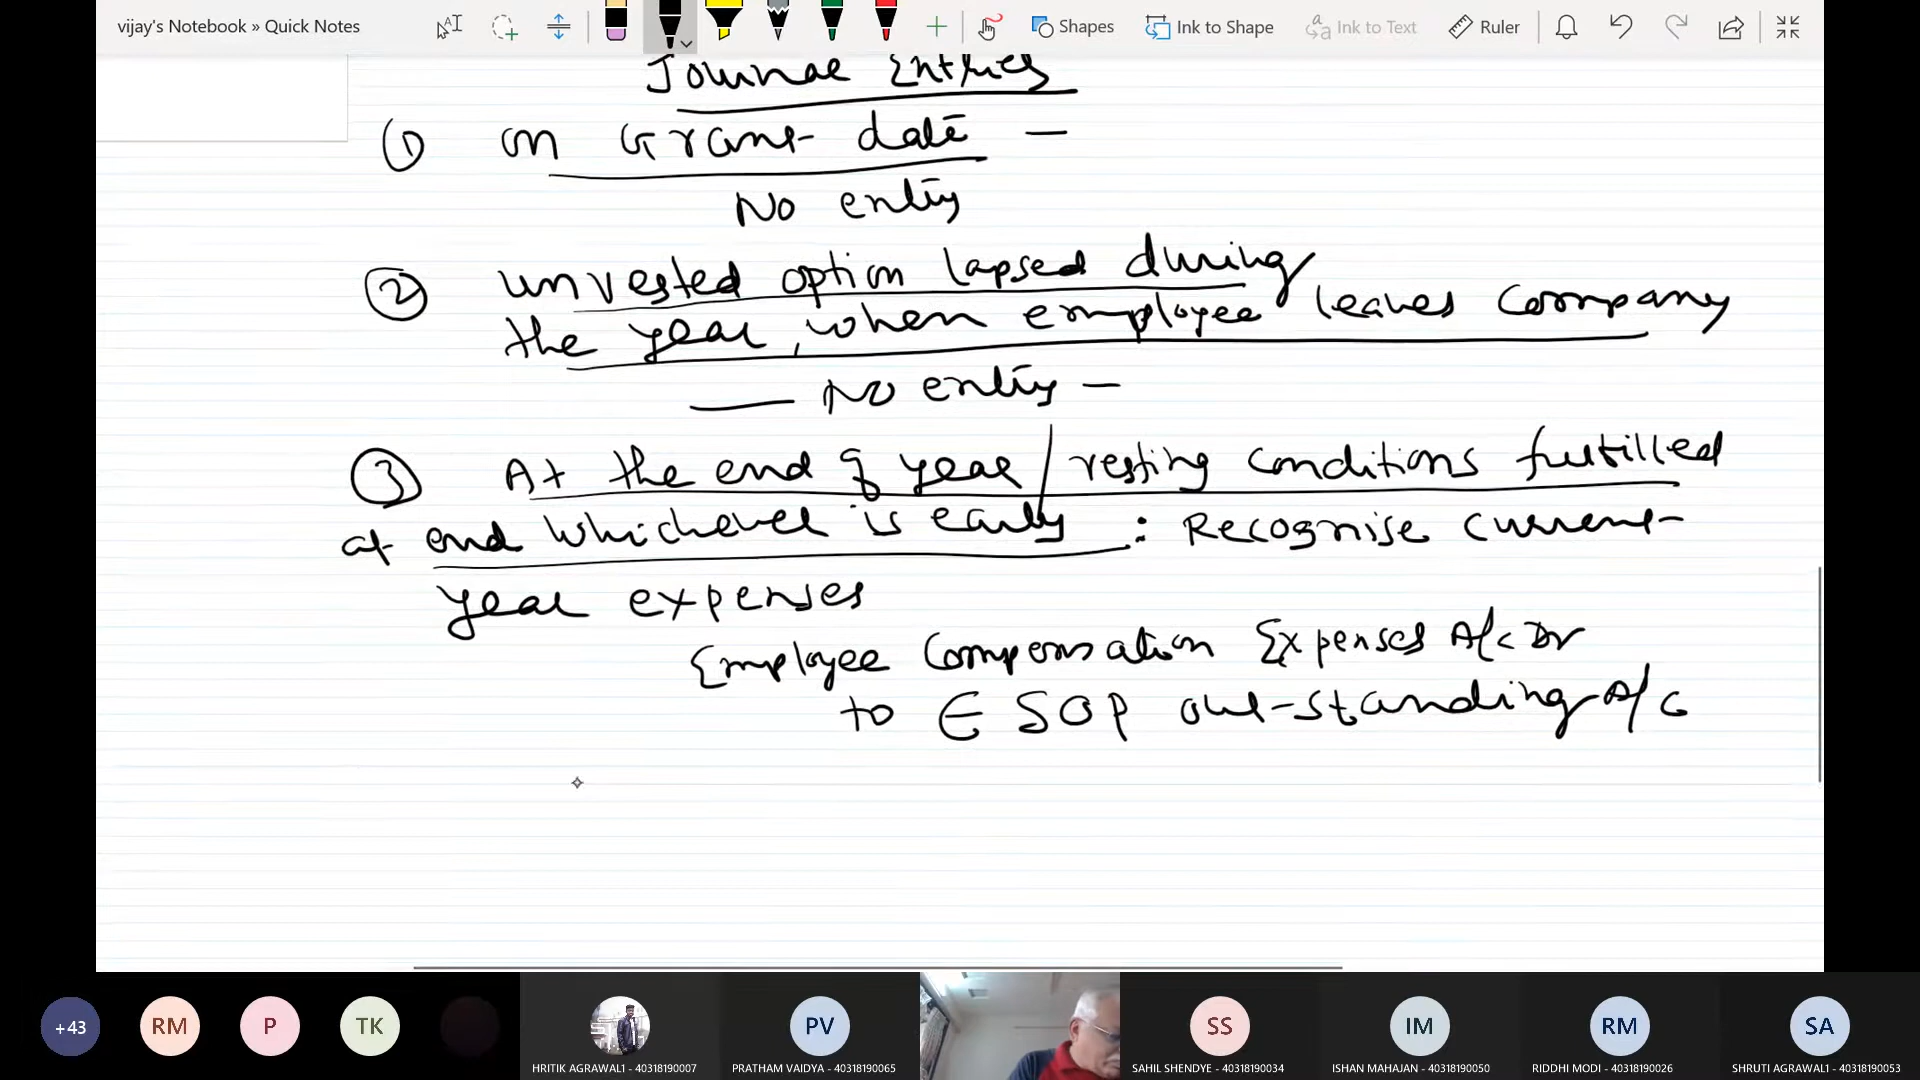 vijay's Notebook » Quick Notes
Shapes
Ink to Shape
Ink to Text
Ruler
Journal Entries
① on Grant date —
No entry
② unvested option lapsed during
the year, when employee leaves company
— No entry —
③ At the end of year / vesting conditions fulfilled
at end whichever is early : Recognise current
year expenses
Employee Compensation Expenses A/c Dr
to ESOP out-standing A/c
+43
RM
P
TK
PV
SS
IM
RM
SA
HRITIK AGRAWAL1 - 40318190007
PRATHAM VAIDYA - 40318190065
SAHIL SHENDYE - 40318190034
ISHAN MAHAJAN - 40318190050
RIDDHI MODI - 40318190026
SHRUTI AGRAWAL1 - 40318190053